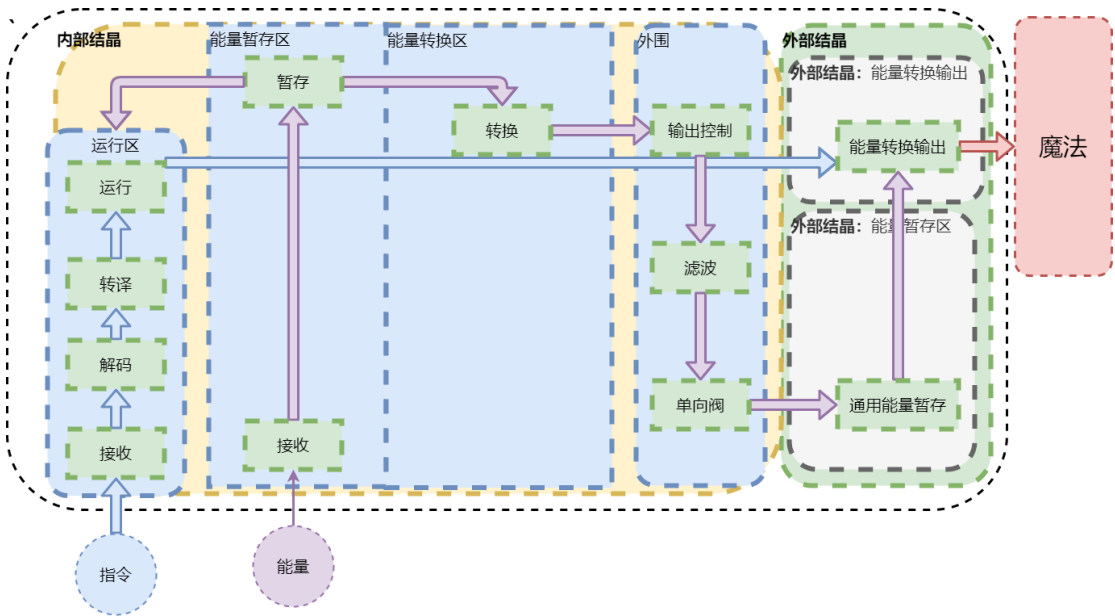 内部结晶
能量暂存区
能量转换区
外围
外部结晶
外部结晶：能量转换输出
暂存
转换
输出控制
能量转换输出
魔法
运行区
运行
外部结晶：能量暂存区
滤波
转译
解码
单向阀
通用能量暂存
接收
接收
指令
能量